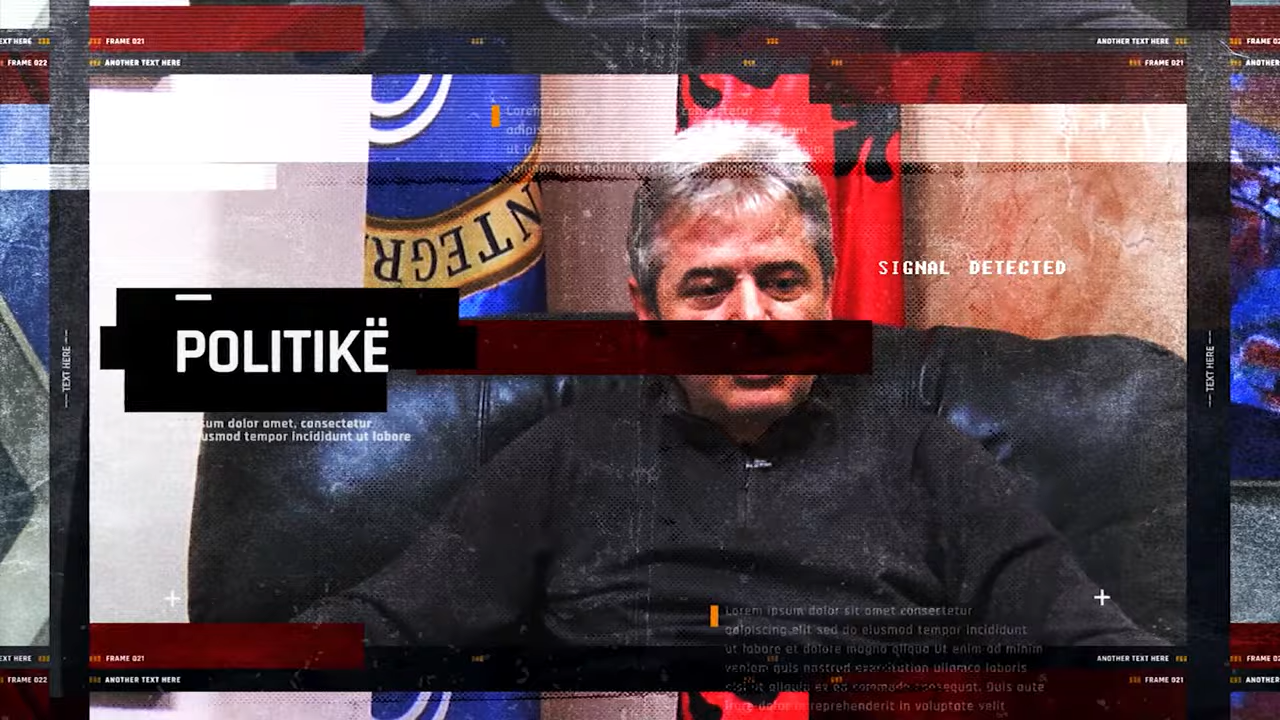 FRAME 021
ANOTHER TEXT HERE
FRAME 022
ANOTHER TEXT HERE
FRAME 021
NTEGR
SIGNAL DETECTED
POLITIKË
sum dolor amet, consectetur
usmod tempor incididunt ut labore
TEXT HERE
TEXT HERE
Lorem ipsum dolor sit amet consectetur
adipiscing elit sed do eiusmod tempor incididunt
ut labore et dolore magna aliqua Ut enim ad minim
veniam quis nostrud exercitation ullamco laboris
nisi ut aliquip ex ea commodo consequat. Duis aute
irure dolor in reprehenderit in voluptate velit
FRAME 021
ANOTHER TEXT HERE
FRAME 022
ANOTHER TEXT HERE
FRAME 021